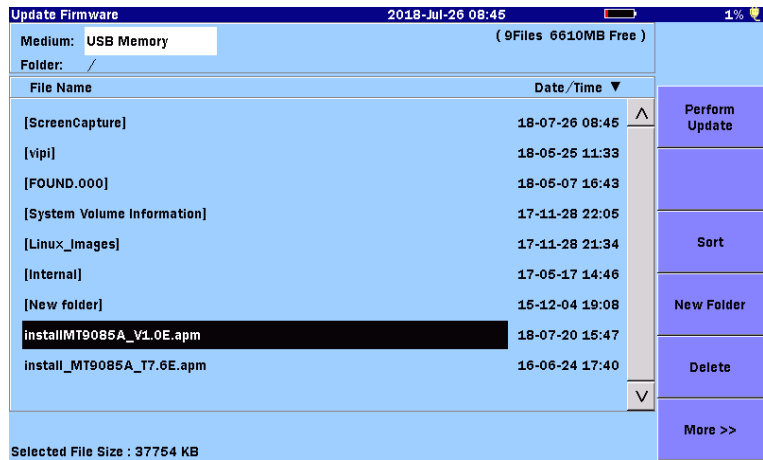 Update Firmware 2018-Jul-26 08:45 1%
Medium: USB Memory ( 9Files 6610MB Free )
Folder: /
File Name Date/Time ▼
[ScreenCapture] 18-07-26 08:45
[vipi] 18-05-25 11:33
[FOUND.000] 18-05-07 16:43
[System Volume Information] 17-11-28 22:05
[Linux_Images] 17-11-28 21:34
[Internal] 17-05-17 14:46
[New folder] 15-12-04 19:08
installMT9085A_V1.0E.apm 18-07-20 15:47
install_MT9085A_T7.6E.apm 16-06-24 17:40
Selected File Size : 37754 KB
Perform
Update
Sort
New Folder
Delete
More >>